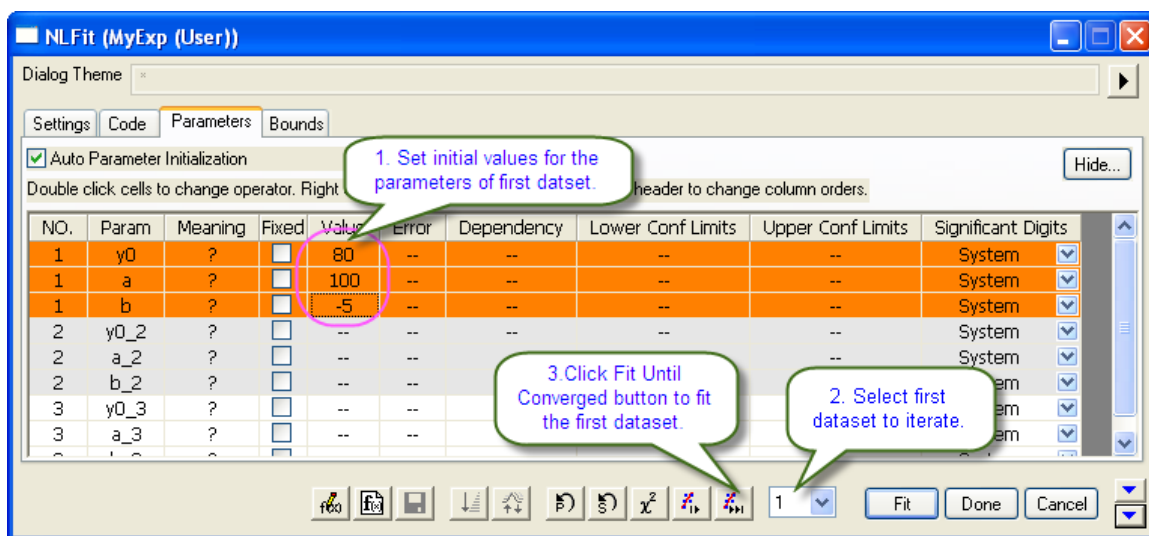 NLFit (MyExp (User))
Dialog Theme *
Settings Code Parameters Bounds
Auto Parameter Initialization
Hide...
1. Set initial values for the
parameters of first datset.
Double click cells to change operator. Right header to change column orders.
NO. Param Meaning Fixed Value Error Dependency Lower Conf Limits Upper Conf Limits Significant Digits
1 y0 ? 80 -- -- -- -- System
1 a ? 100 -- -- -- -- System
1 b ? -5 -- -- -- -- System
2 y0_2 ? -- -- -- -- -- System
2 a_2 ? -- -- -- System
2 b_2 ? -- --
3 y0_3 ? -- --
3 a_3 ? -- --
3.Click Fit Until
Converged button to fit
the first dataset.
2. Select first
dataset to iterate.
χ² 1 Fit Done Cancel